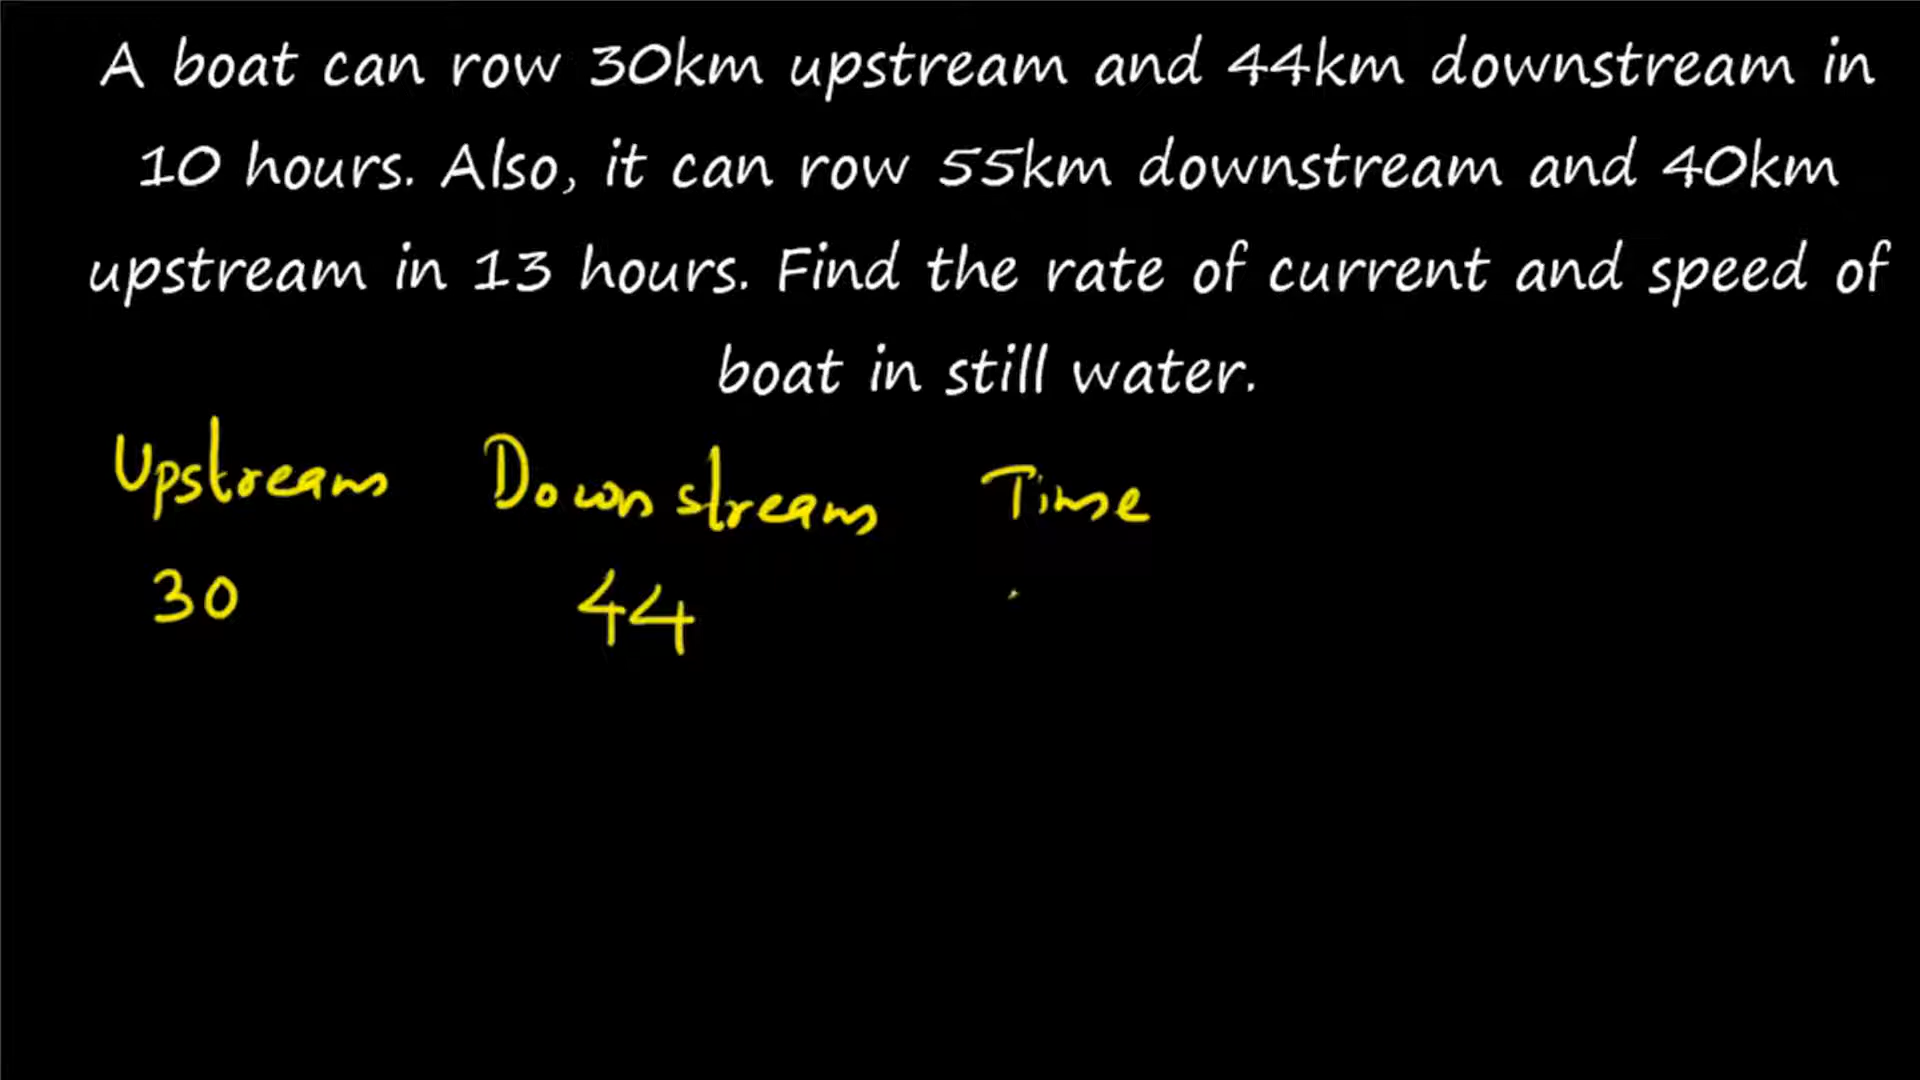 A boat can row 30km upstream and 44km downstream in
10 hours. Also, it can row 55km downstream and 40km
upstream in 13 hours. Find the rate of current and speed of
boat in still water.
Upstream Downstream Time
30 44